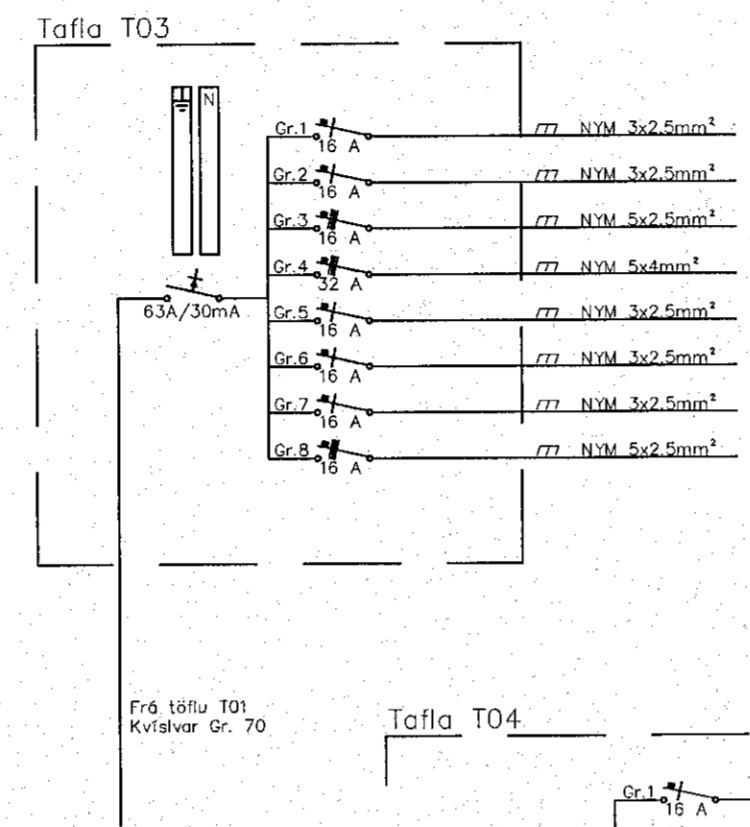 Tafla T03
N
Gr.1 16 A NYM 3x2.5mm²
Gr.2 16 A NYM 3x2.5mm²
Gr.3 16 A NYM 5x2.5mm²
Gr.4 32 A NYM 5x4mm²
63A/30mA
Gr.5 16 A NYM 3x2.5mm²
Gr.6 16 A NYM 3x2.5mm²
Gr.7 16 A NYM 3x2.5mm²
Gr.8 16 A NYM 5x2.5mm²
Frá töflu T01
Kvíslvar Gr. 70
Tafla T04
Gr.1 16 A